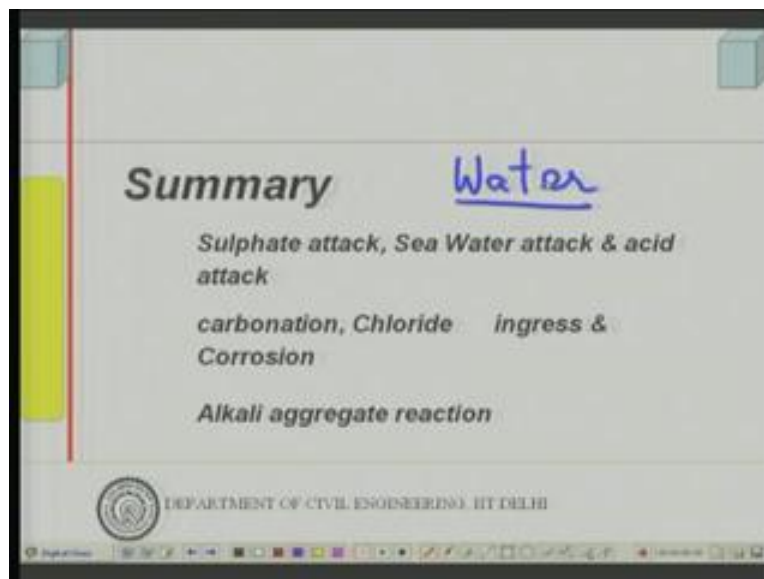 Summary Water
Sulphate attack, Sea Water attack & acid
attack
carbonation, Chloride ingress &
Corrosion
Alkali aggregate reaction
DEPARTMENT OF CIVIL ENGINEERING, IIT DELHI